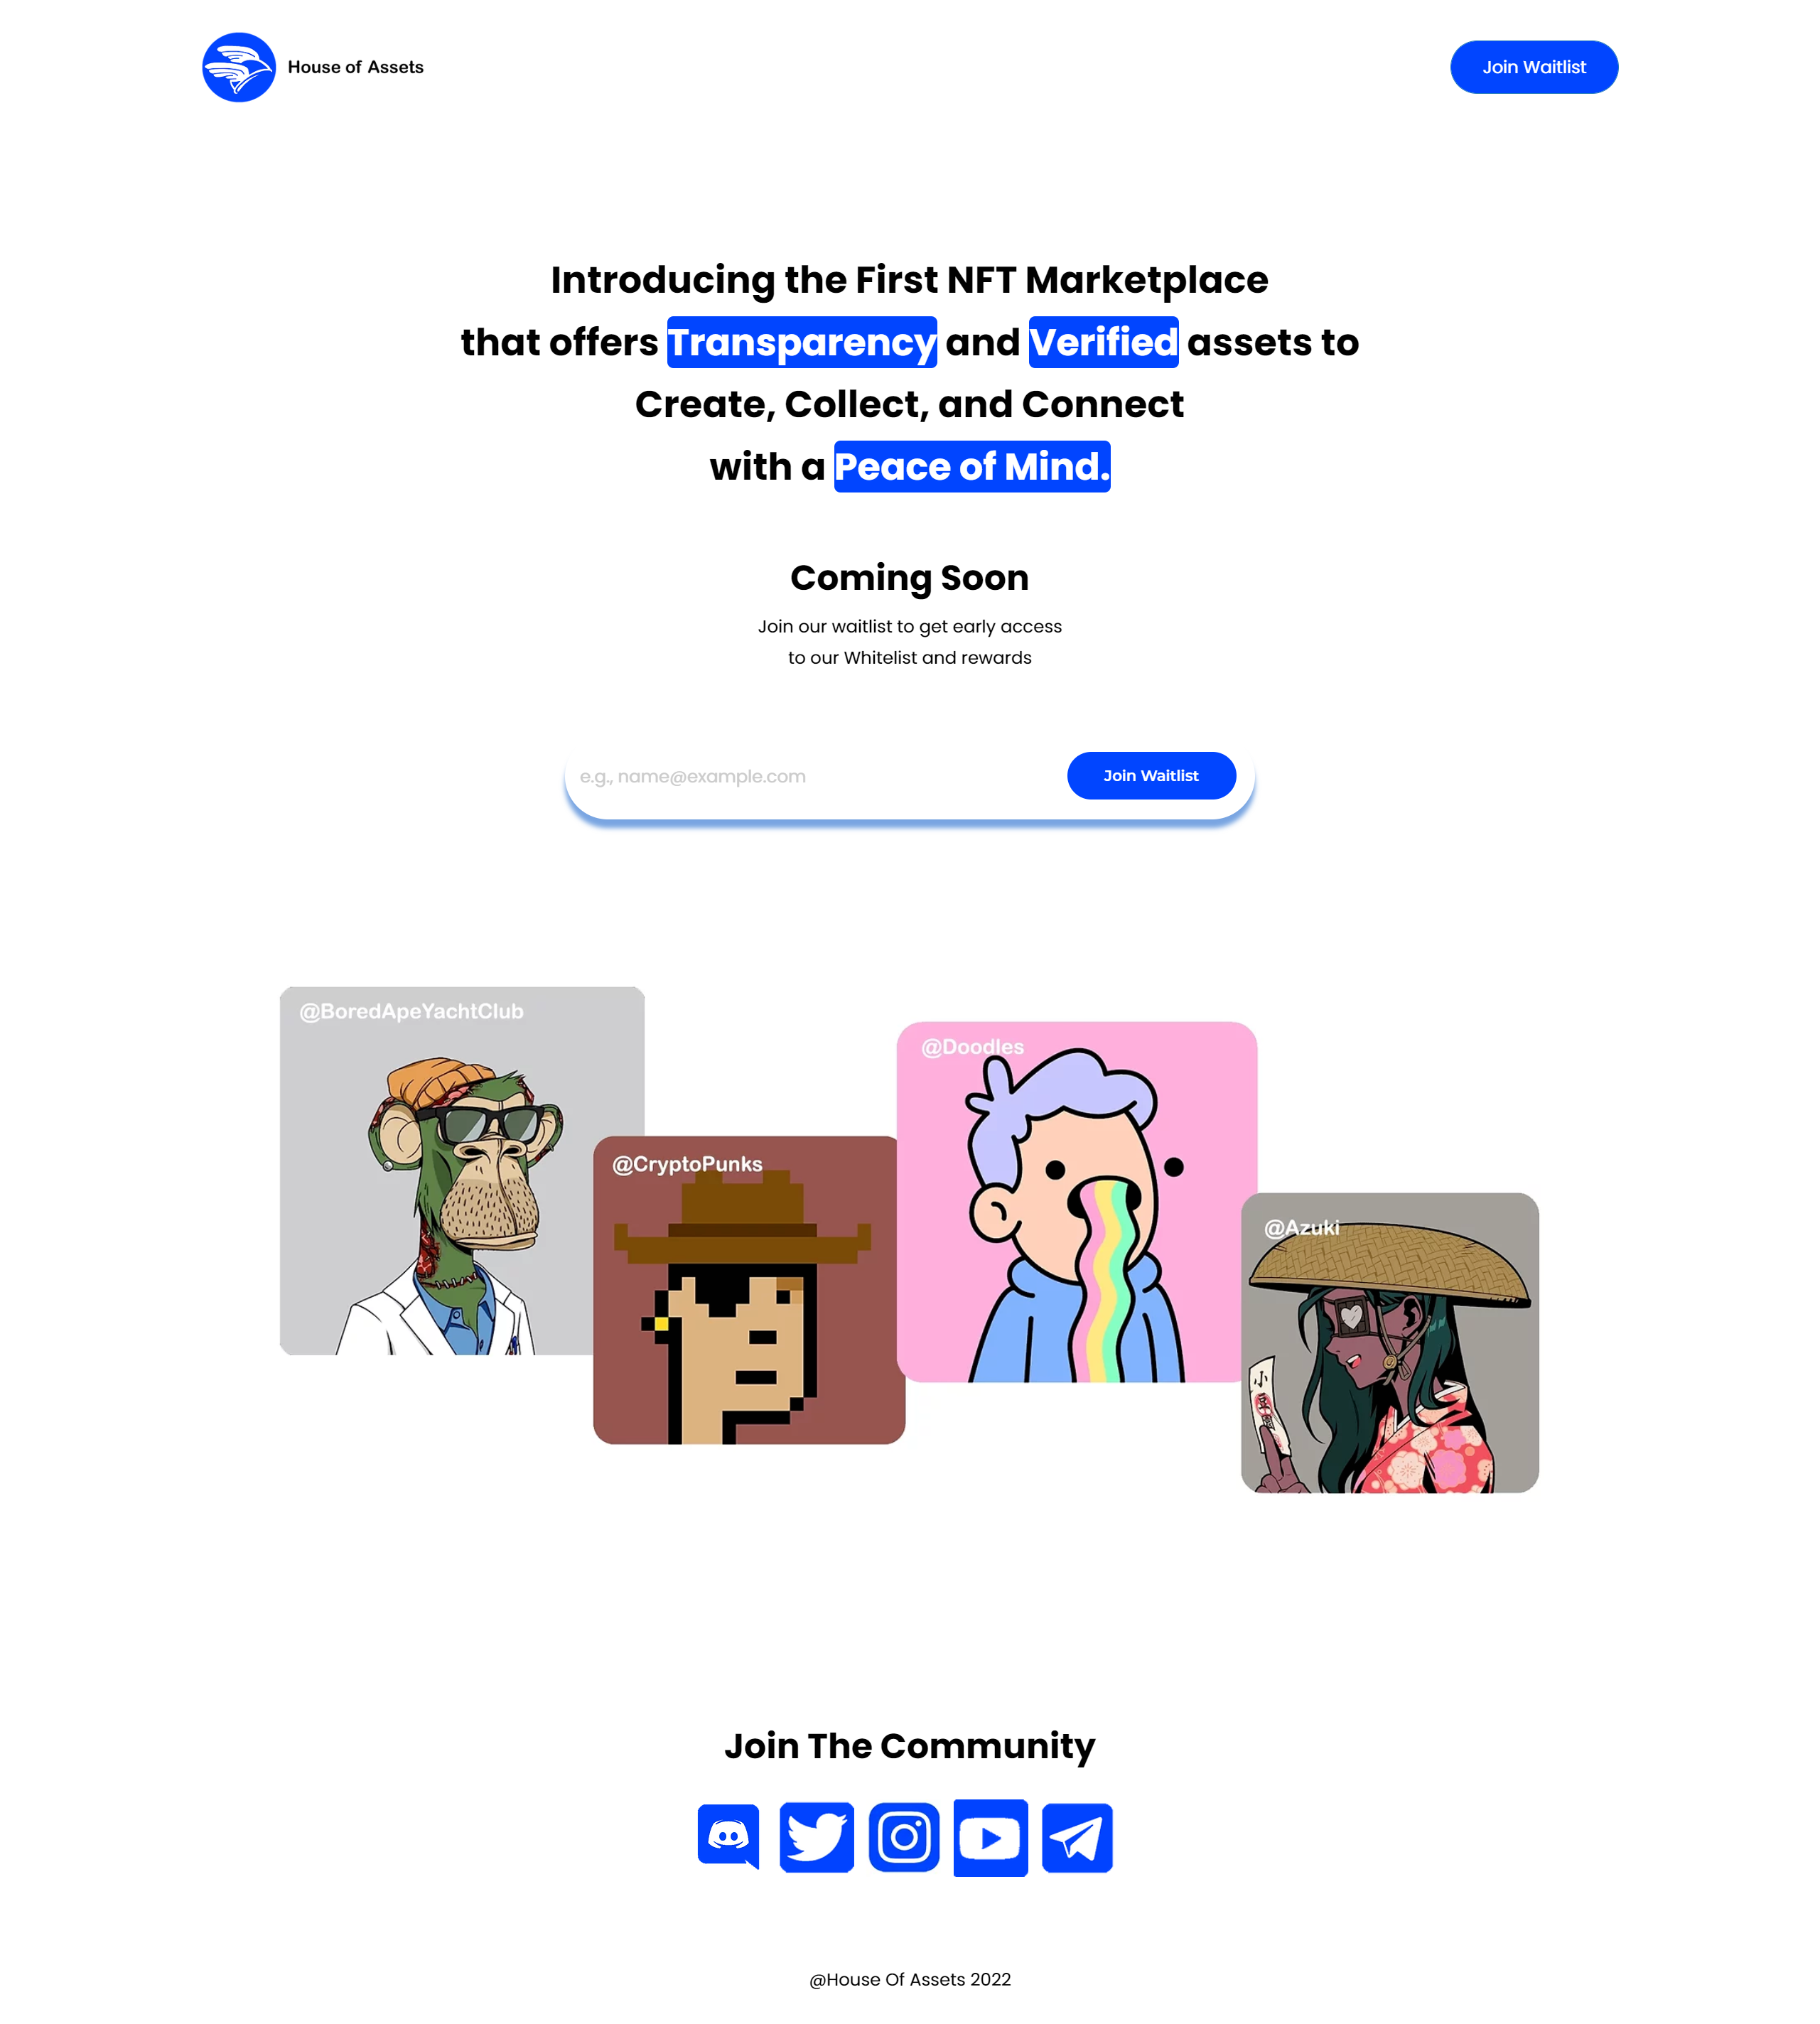 House of Assets
Join Waitlist
Introducing the First NFT Marketplace
that offers Transparency and Verified assets to
Create, Collect, and Connect
with a Peace of Mind.
Coming Soon
Join our waitlist to get early access
to our Whitelist and rewards
e.g., name@example.com
Join Waitlist
@BoredApeYachtClub
@CryptoPunks
@Doodles
@Azuki
小
豆
Join The Community
@House Of Assets 2022